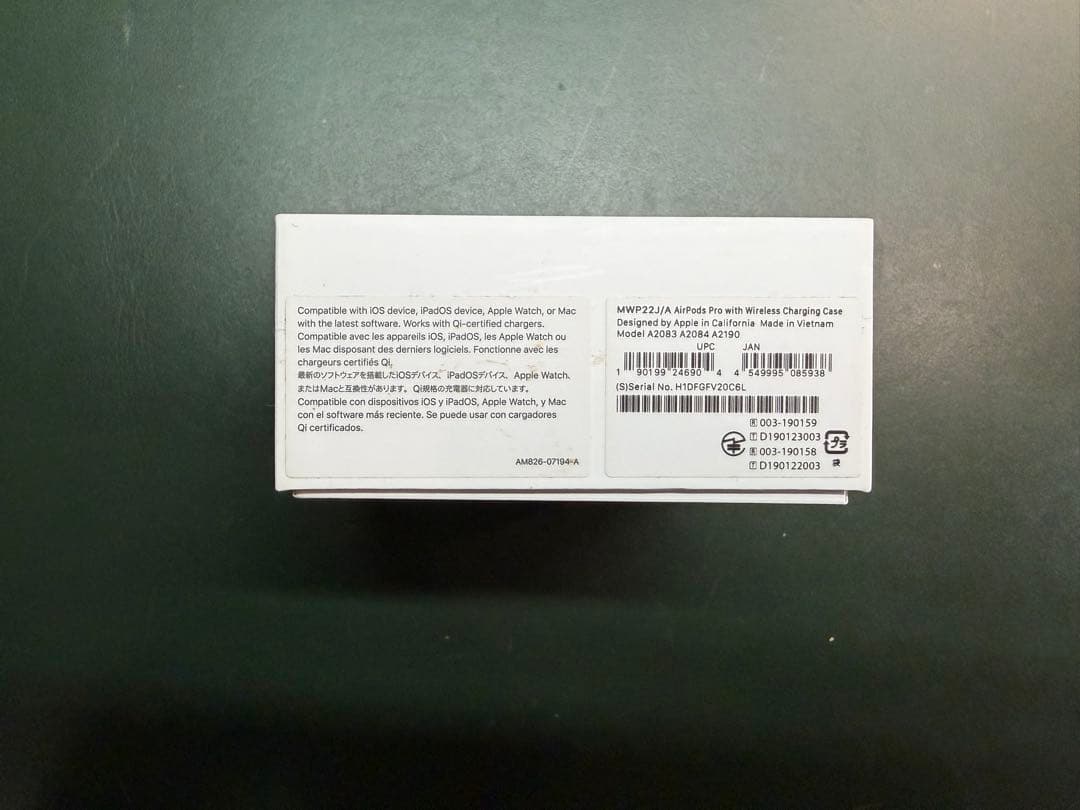 Compatible with iOS device, iPadOS device, Apple Watch, or Mac
with the latest software. Works with Qi-certified chargers.
Compatible avec les appareils iOS, iPadOS, les Apple Watch ou
les Mac disposant des derniers logiciels. Fonctionne avec les
chargeurs certifiés Qi.
最新のソフトウェアを搭載したiOSデバイス、iPadOSデバイス、Apple Watch、
またはMacと互換性があります。Qi規格の充電器に対応しています。
Compatible con dispositivos iOS y iPadOS, Apple Watch, y Mac
con el software más reciente. Se puede usar con cargadores
Qi certificados.
AM826-07194-A
MWP22J/A AirPods Pro with Wireless Charging Case
Designed by Apple in California Made in Vietnam
Model A2083 A2084 A2190
UPC JAN
1 90199 24690 4 4 549995 085938
(S)Serial No. H1DFGFV20C6L
R 003-190159
T D190123003
R 003-190158
T D190122003
プラ